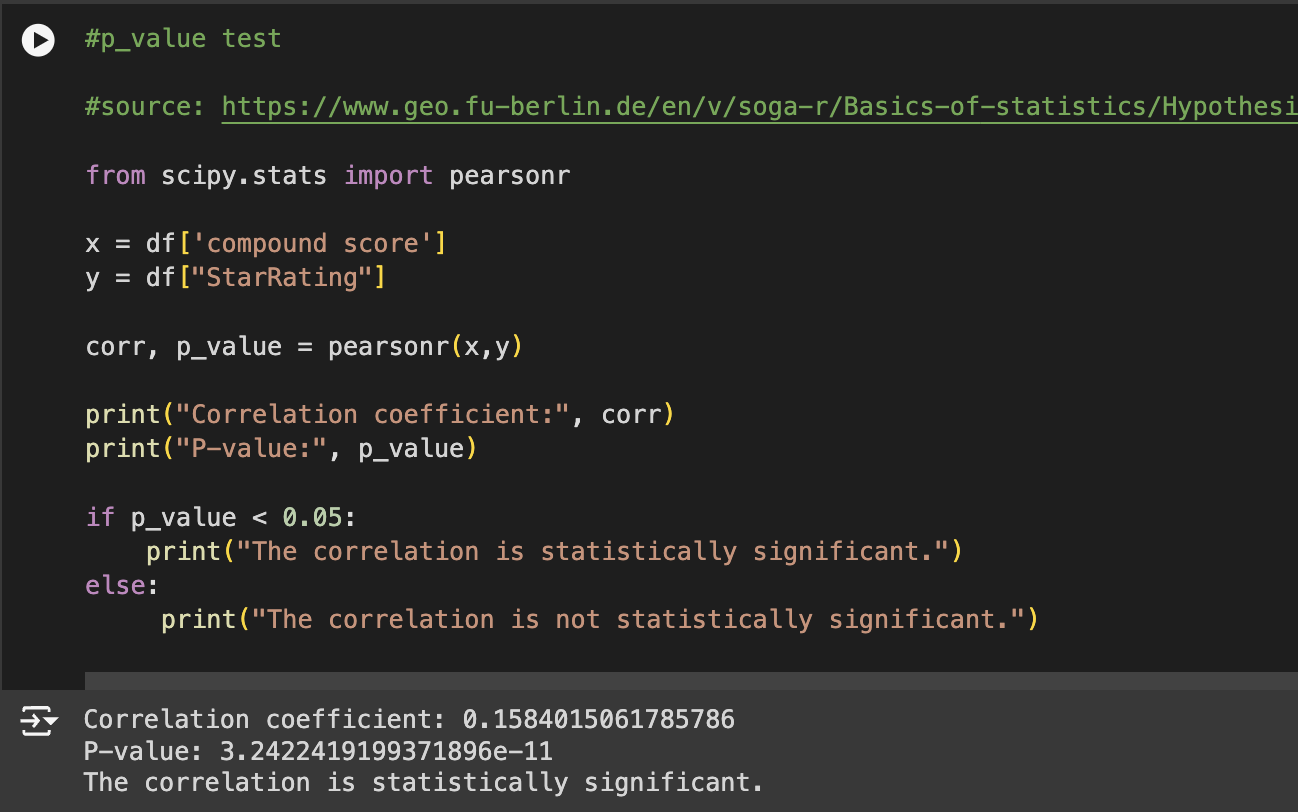 #p_value test
#source: https://www.geo.fu-berlin.de/en/v/soga-r/Basics-of-statistics/Hypothesi
from scipy.stats import pearsonr
x = df['compound score']
y = df["StarRating"]
corr, p_value = pearsonr(x,y)
print("Correlation coefficient:", corr)
print("P-value:", p_value)
if p_value < 0.05:
    print("The correlation is statistically significant.")
else:
     print("The correlation is not statistically significant.")
Correlation coefficient: 0.1584015061785786
P-value: 3.2422419199371896e-11
The correlation is statistically significant.